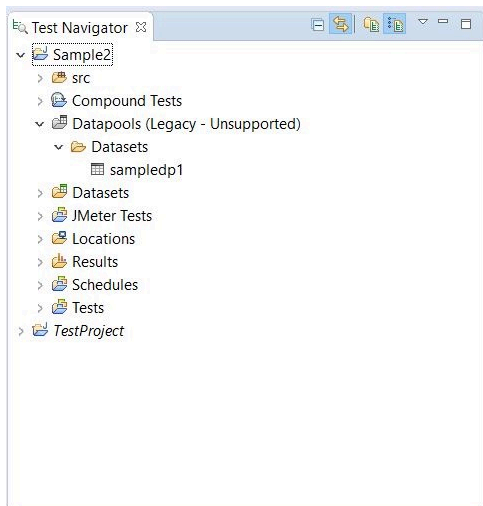 Test Navigator
Sample2
src
Compound Tests
Datapools (Legacy - Unsupported)
Datasets
sampledp1
Datasets
JMeter Tests
Locations
Results
Schedules
Tests
TestProject